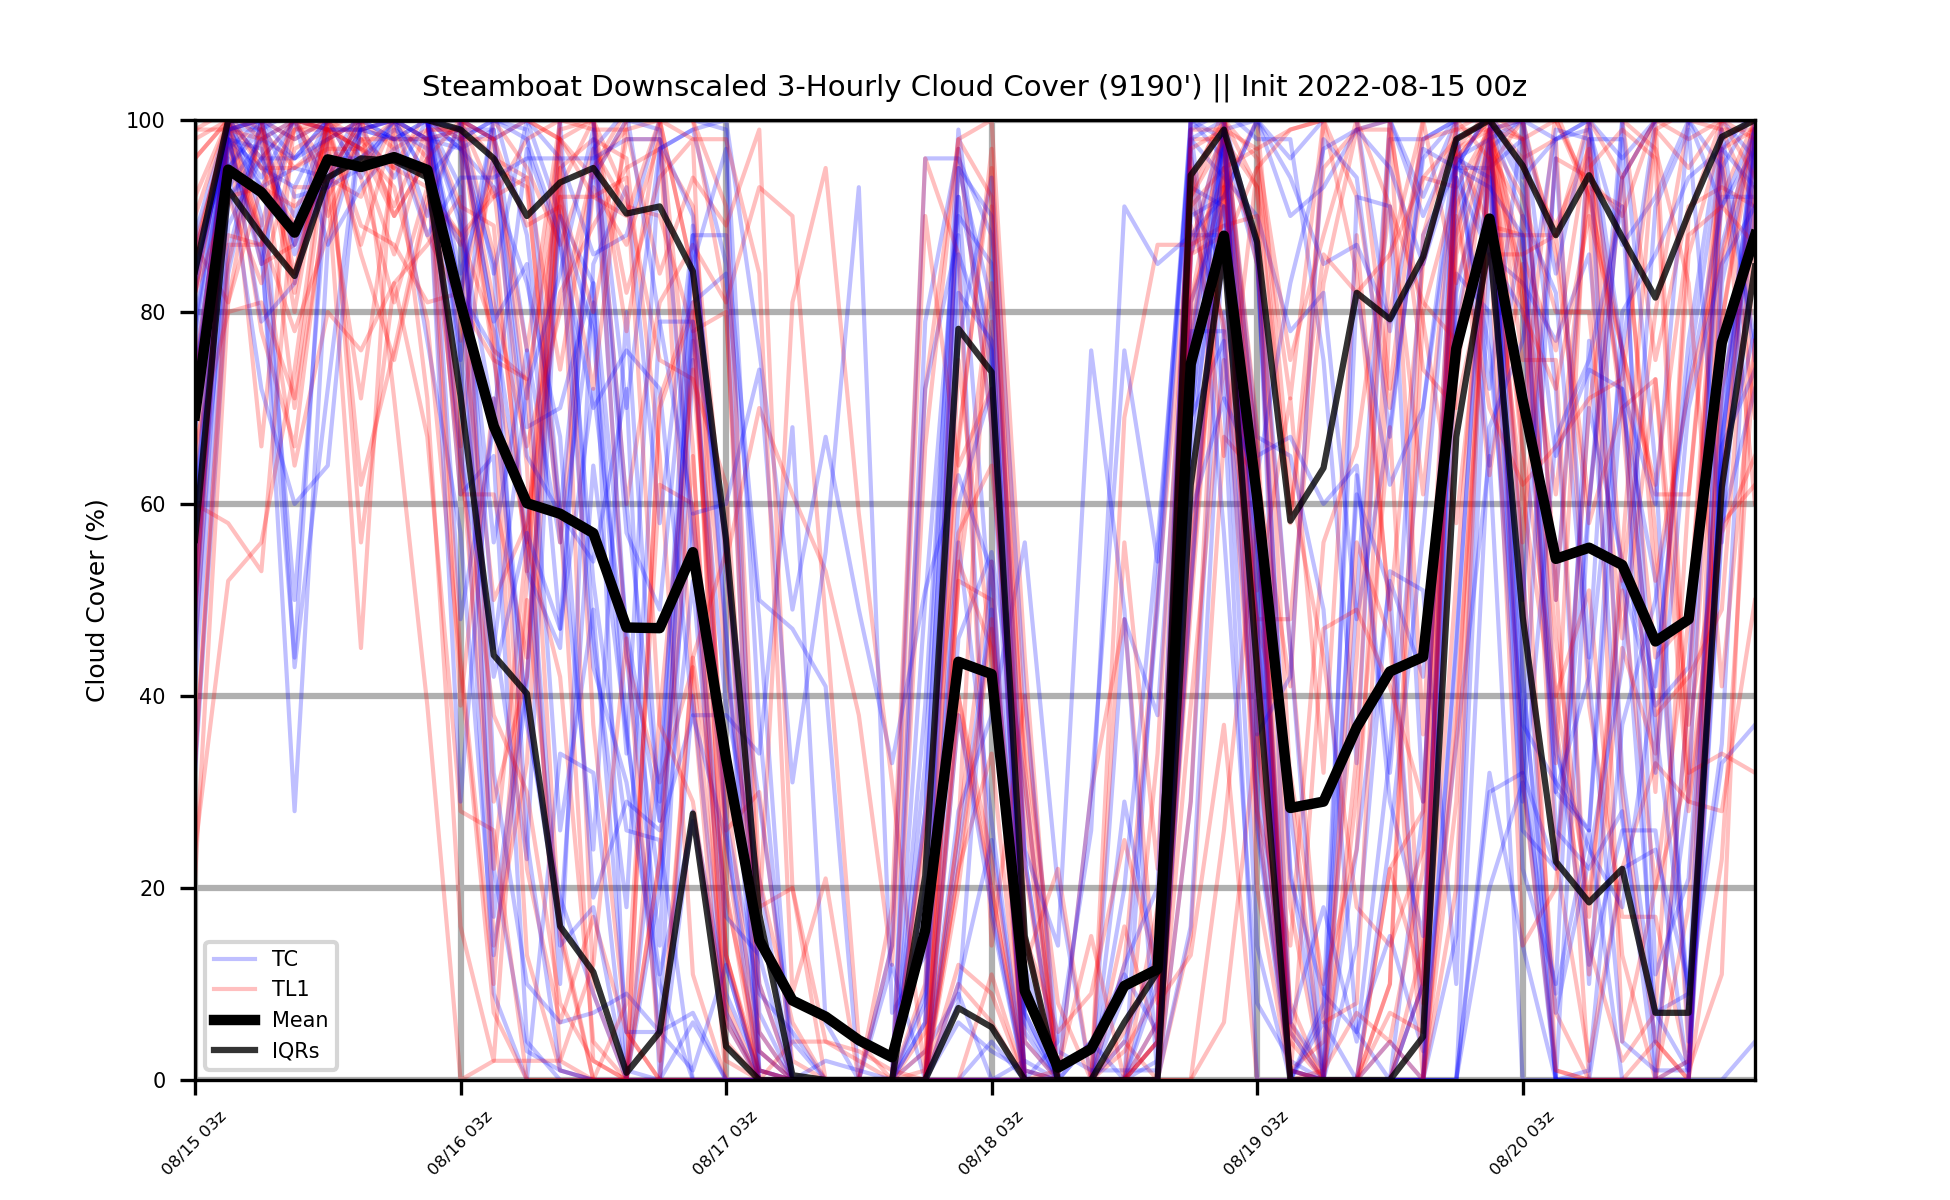 Steamboat Downscaled 3-Hourly Cloud Cover (9190') || Init 2022-08-15 00z
Cloud Cover (%)
100
80
60
40
20
0
TC
TL1
Mean
IQRs
08/15 03z
08/16 03z
08/17 03z
08/18 03z
08/19 03z
08/20 03z